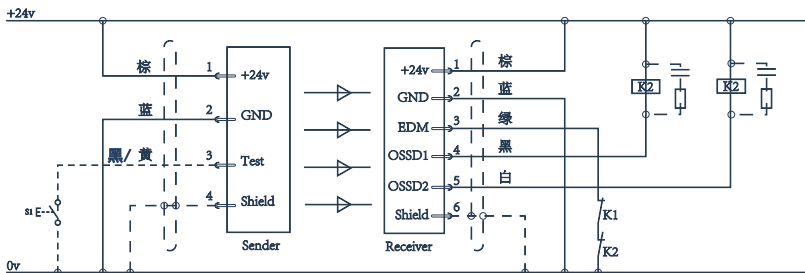 +24v
棕 1 +24v
蓝 2 GND
黑/ 黄 3 Test
4 Shield
S1
Sender
+24v 1 棕
GND 2 蓝
EDM 3 绿
OSSD1 4 黑
OSSD2 5 白
Shield 6
Receiver
K2 K2
K1
K2
0v